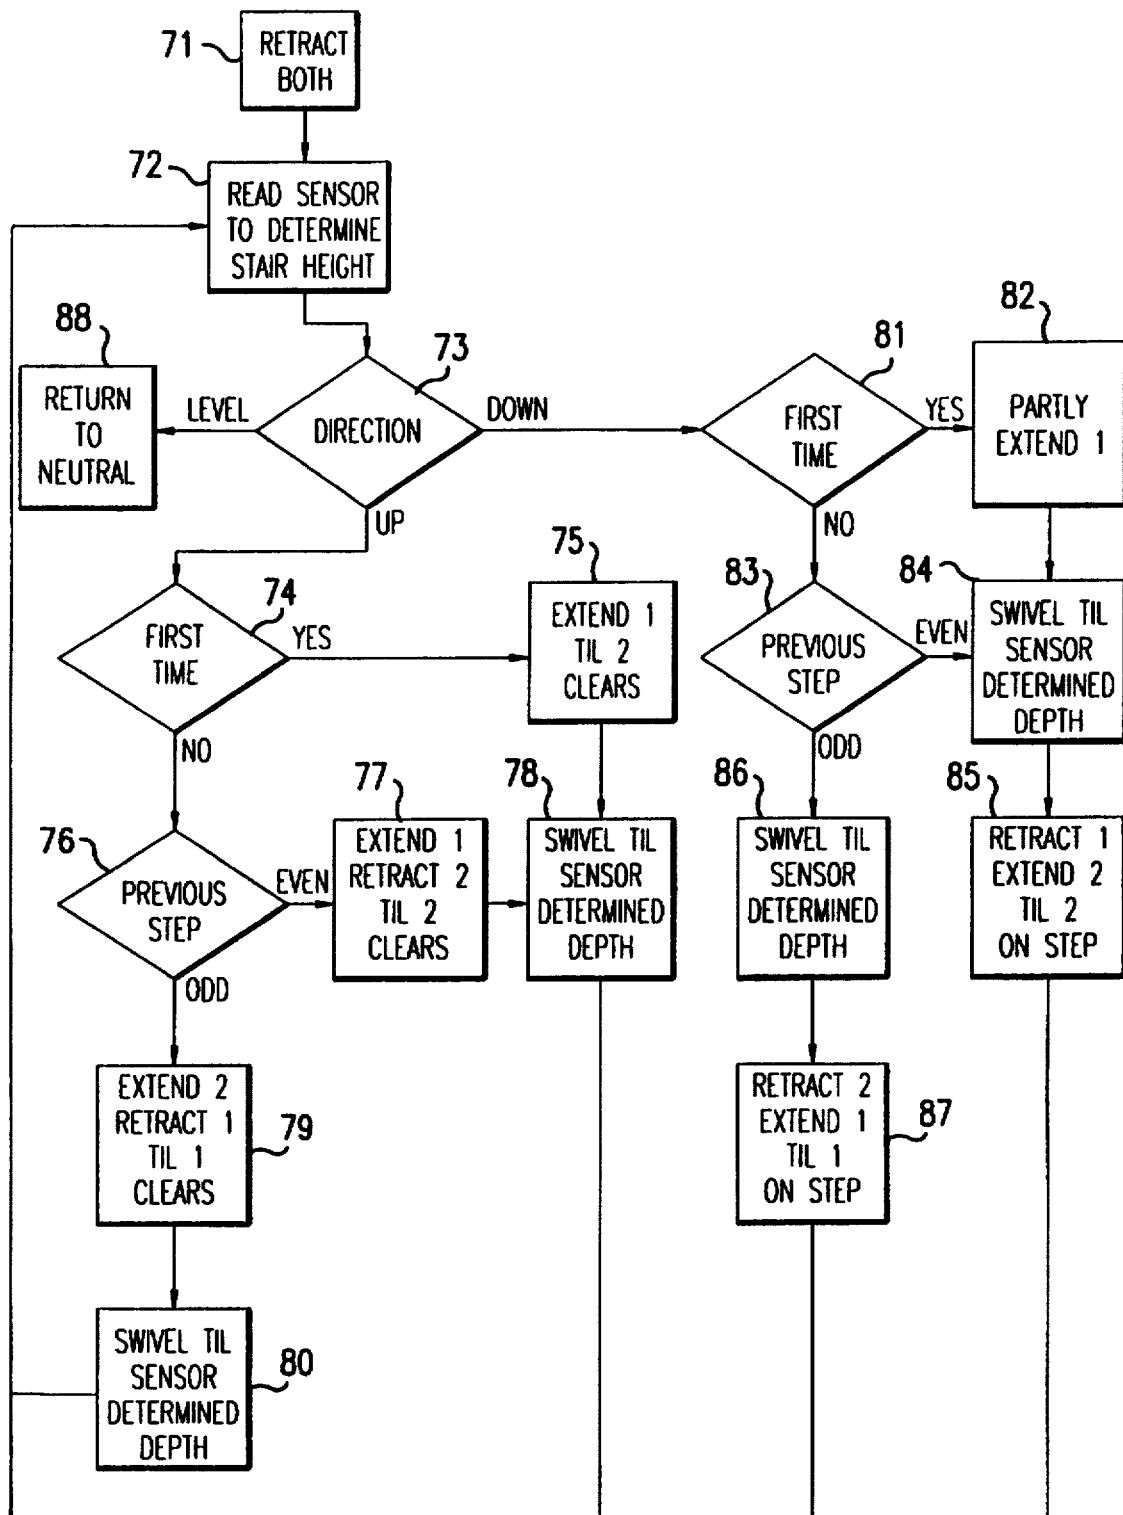 71
RETRACT
BOTH
72
READ SENSOR
TO DETERMINE
STAIR HEIGHT
88
RETURN
TO
NEUTRAL
LEVEL
73
DIRECTION
DOWN
UP
81
FIRST
TIME
YES
NO
82
PARTLY
EXTEND 1
74
FIRST
TIME
YES
NO
75
EXTEND 1
TIL 2
CLEARS
83
PREVIOUS
STEP
EVEN
ODD
84
SWIVEL TIL
SENSOR
DETERMINED
DEPTH
76
PREVIOUS
STEP
EVEN
ODD
77
EXTEND 1
RETRACT 2
TIL 2
CLEARS
78
SWIVEL TIL
SENSOR
DETERMINED
DEPTH
86
SWIVEL TIL
SENSOR
DETERMINED
DEPTH
85
RETRACT 1
EXTEND 2
TIL 2
ON STEP
79
EXTEND 2
RETRACT 1
TIL 1
CLEARS
87
RETRACT 2
EXTEND 1
TIL 1
ON STEP
80
SWIVEL TIL
SENSOR
DETERMINED
DEPTH